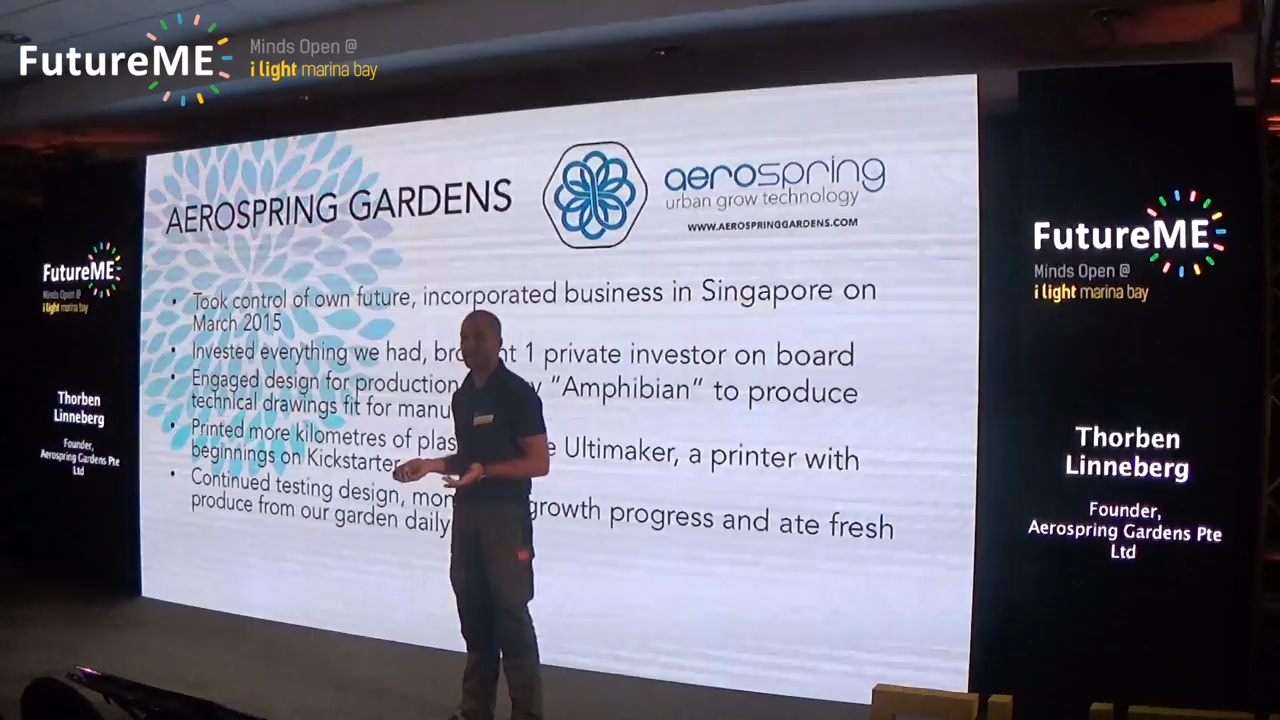 FutureME
Minds Open @
i light marina bay
AEROSPRING GARDENS
aerospring
urban grow technology
WWW.AEROSPRINGGARDENS.COM
• Took control of own future, incorporated business in Singapore on
March 2015
• Invested everything we had, 1 private investor on board
• Engaged design for production "Amphibian" to produce
technical drawings fit for
• Printed more kilometres of Ultimaker, a printer with
beginnings on Kickstarter
• Continued testing design, growth progress and ate fresh
produce from our garden daily
FutureME
Minds Open @
i light marina bay
Thorben
Linneberg
Founder,
Aerospring Gardens Pte
Ltd
FutureME
Minds Open @
i light marina bay
Thorben
Linneberg
Founder,
Aerospring Gardens Pte
Ltd